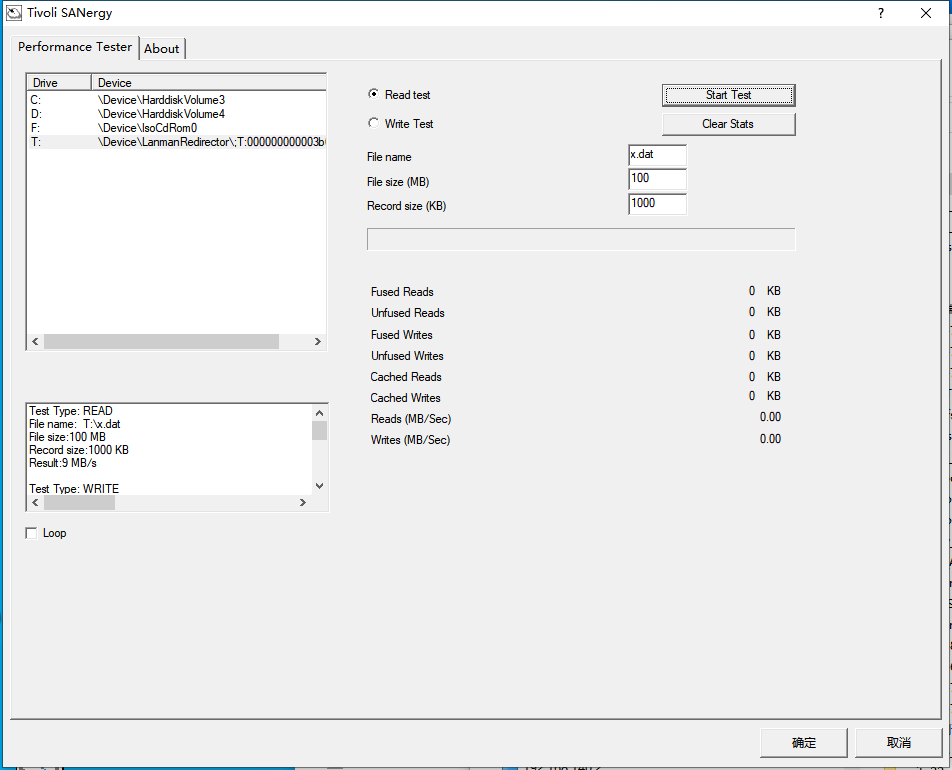 Tivoli SANergy
?
Performance Tester
About
Drive Device
C: \Device\HarddiskVolume3
D: \Device\HarddiskVolume4
F: \Device\IsoCdRom0
T: \Device\LanmanRedirector\;T:000000000003b
Read test
Start Test
Write Test
Clear Stats
File name x.dat
File size (MB) 100
Record size (KB) 1000
Fused Reads 0 KB
Unfused Reads 0 KB
Fused Writes 0 KB
Unfused Writes 0 KB
Cached Reads 0 KB
Cached Writes 0 KB
Reads (MB/Sec) 0.00
Writes (MB/Sec) 0.00
Test Type: READ
File name: T:\x.dat
File size:100 MB
Record size:1000 KB
Result:9 MB/s
Test Type: WRITE
Loop
确定
取消